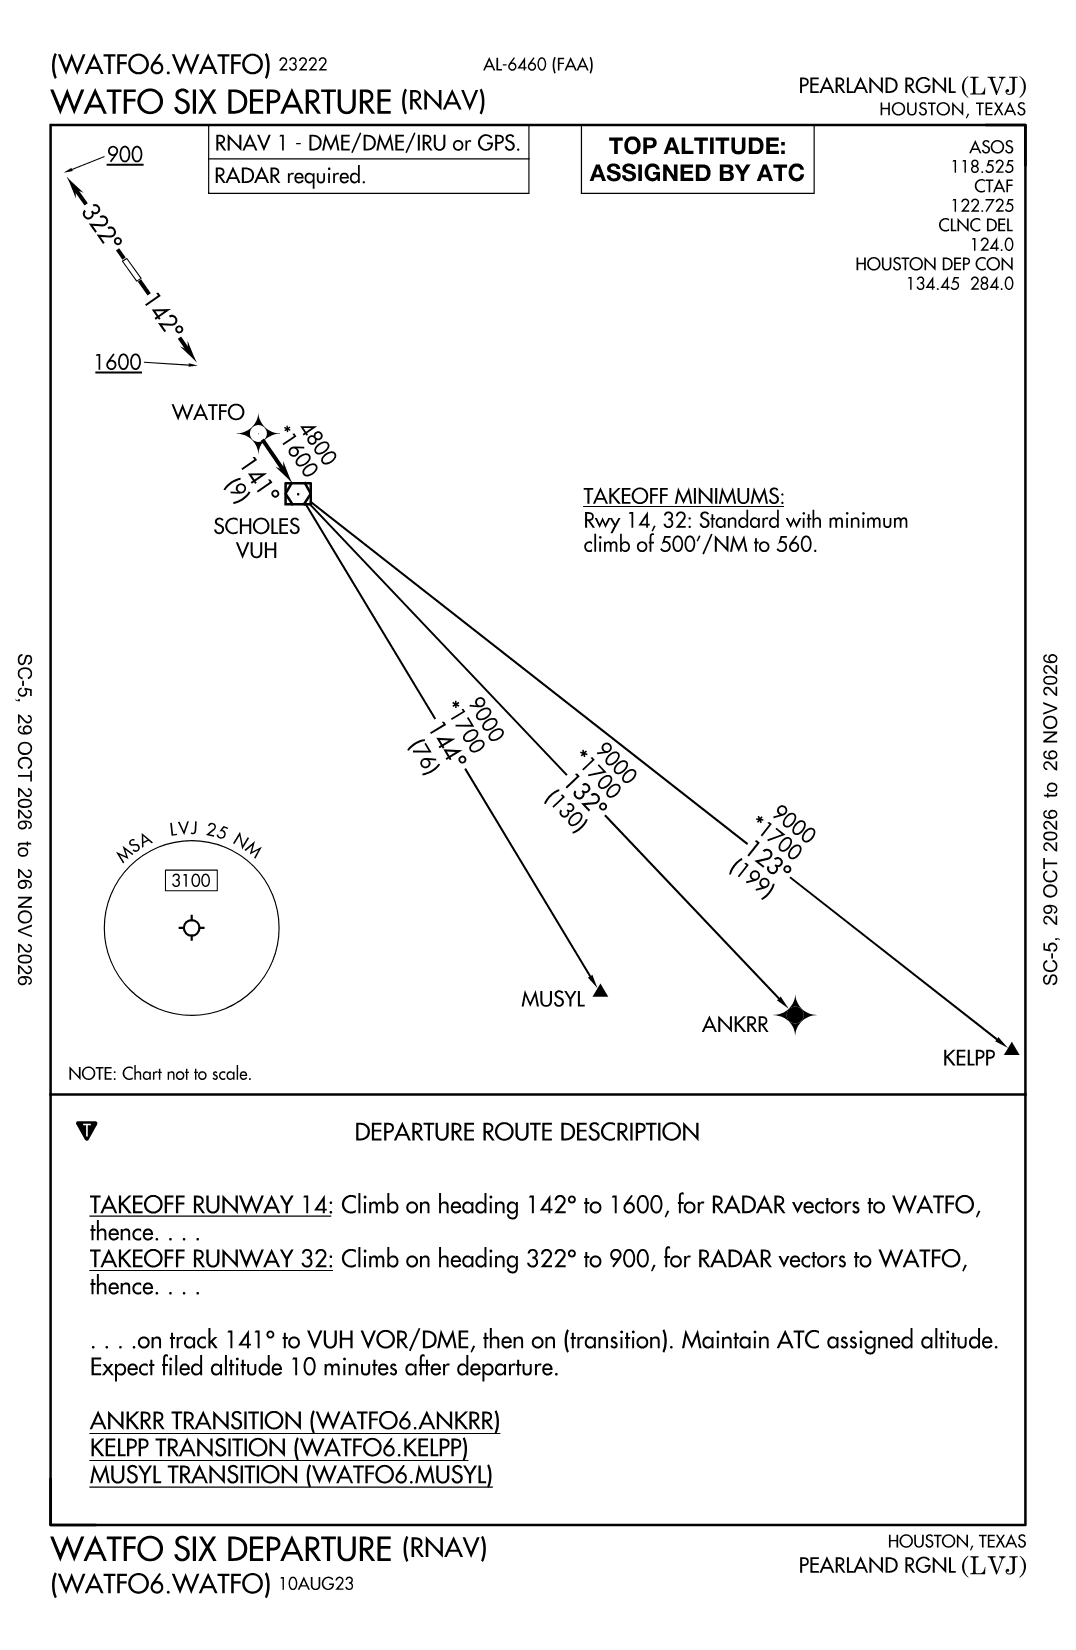 (WATFO6.WATFO) 23222
AL-6460 (FAA)
WATFO SIX DEPARTURE (RNAV)
PEARLAND RGNL (LVJ)
HOUSTON, TEXAS
RNAV 1 - DME/DME/IRU or GPS.
RADAR required.
TOP ALTITUDE:
ASSIGNED BY ATC
ASOS
118.525
CTAF
122.725
CLNC DEL
124.0
HOUSTON DEP CON
134.45 284.0
900
322°
142°
1600
WATFO
4800
*1600
141°
(9)
SCHOLES
VUH
TAKEOFF MINIMUMS:
Rwy 14, 32: Standard with minimum
climb of 500'/NM to 560.
9000
*1700
144°
(76)
9000
*1700
132°
(130)
9000
*1700
123°
(199)
MSA LVJ 25 NM
3100
MUSYL
ANKRR
KELPP
NOTE: Chart not to scale.
SC-5, 29 OCT 2026 to 26 NOV 2026
SC-5, 29 OCT 2026 to 26 NOV 2026
T
DEPARTURE ROUTE DESCRIPTION
TAKEOFF RUNWAY 14: Climb on heading 142° to 1600, for RADAR vectors to WATFO,
thence. . . .
TAKEOFF RUNWAY 32: Climb on heading 322° to 900, for RADAR vectors to WATFO,
thence. . . .
. . . .on track 141° to VUH VOR/DME, then on (transition). Maintain ATC assigned altitude.
Expect filed altitude 10 minutes after departure.
ANKRR TRANSITION (WATFO6.ANKRR)
KELPP TRANSITION (WATFO6.KELPP)
MUSYL TRANSITION (WATFO6.MUSYL)
WATFO SIX DEPARTURE (RNAV)
(WATFO6.WATFO) 10AUG23
HOUSTON, TEXAS
PEARLAND RGNL (LVJ)